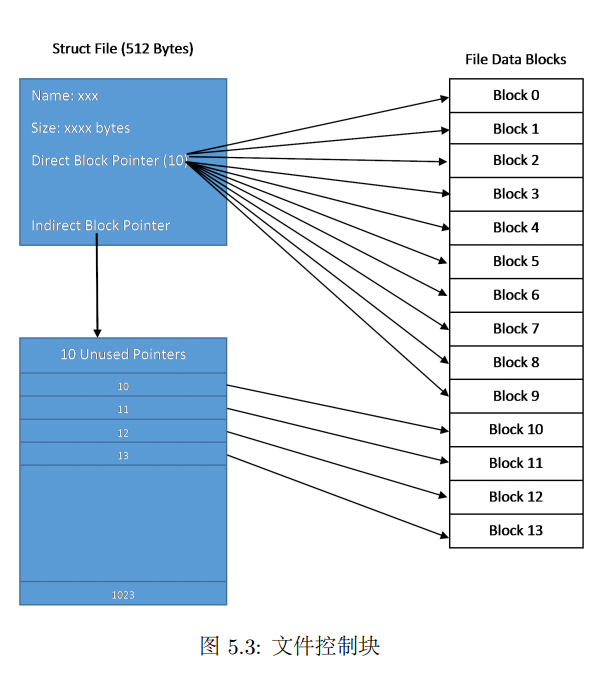 Struct File (512 Bytes)
Name: xxx
Size: xxxx bytes
Direct Block Pointer (10)
Indirect Block Pointer
10 Unused Pointers
10
11
12
13
1023
File Data Blocks
Block 0
Block 1
Block 2
Block 3
Block 4
Block 5
Block 6
Block 7
Block 8
Block 9
Block 10
Block 11
Block 12
Block 13
图 5.3: 文件控制块